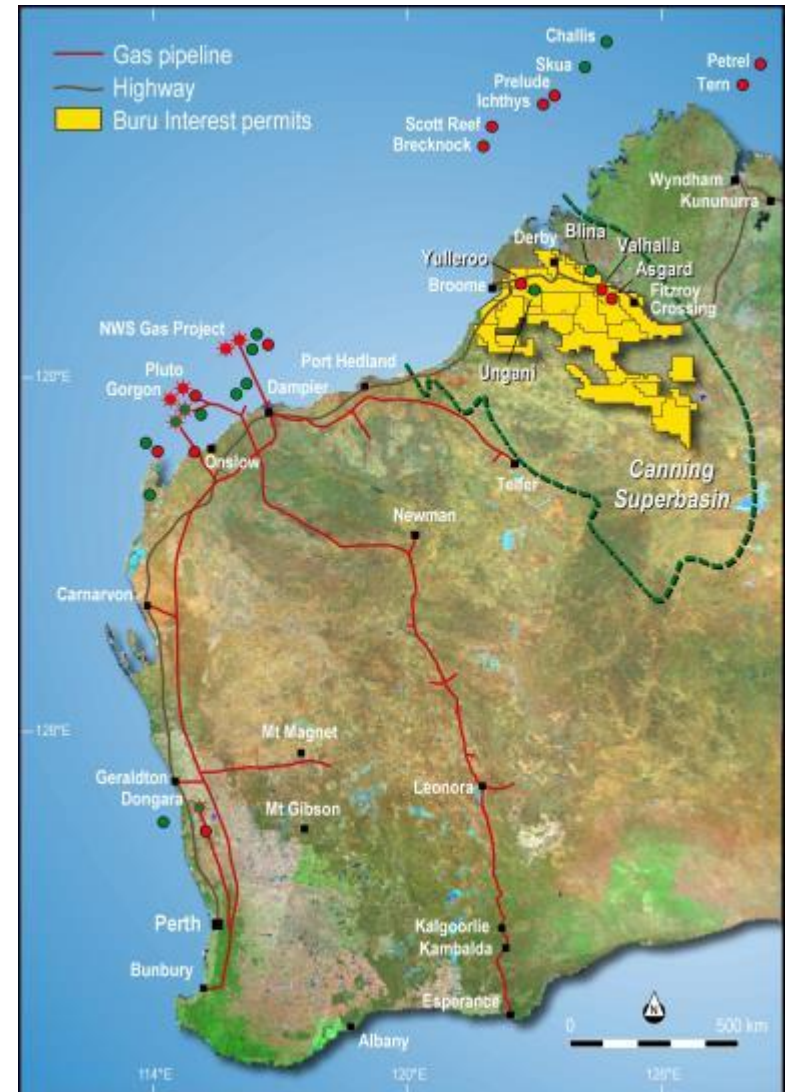 Gas pipeline
Highway
Buru Interest permits
Challis
Skua
Prelude
Ichthys
Petrel
Tern
Scott Reef
Brecknock
Wyndham
Kununurra
Derby
Blina
Valhalla
Yulleroo
Asgard
Broome
Fitzroy
Crossing
NWS Gas Project
Ungani
Port Hedland
Pluto
Gorgon
Dampier
Onslow
Telfer
Canning
Superbasin
Newman
Carnarvon
128°E
Mt Magnet
Geraldton
Dongara
Leonora
Mt Gibson
Perth
Kalgoorlie
Kambalda
Bunbury
Esperance
Albany
N
0
500 km
114°E
120°E